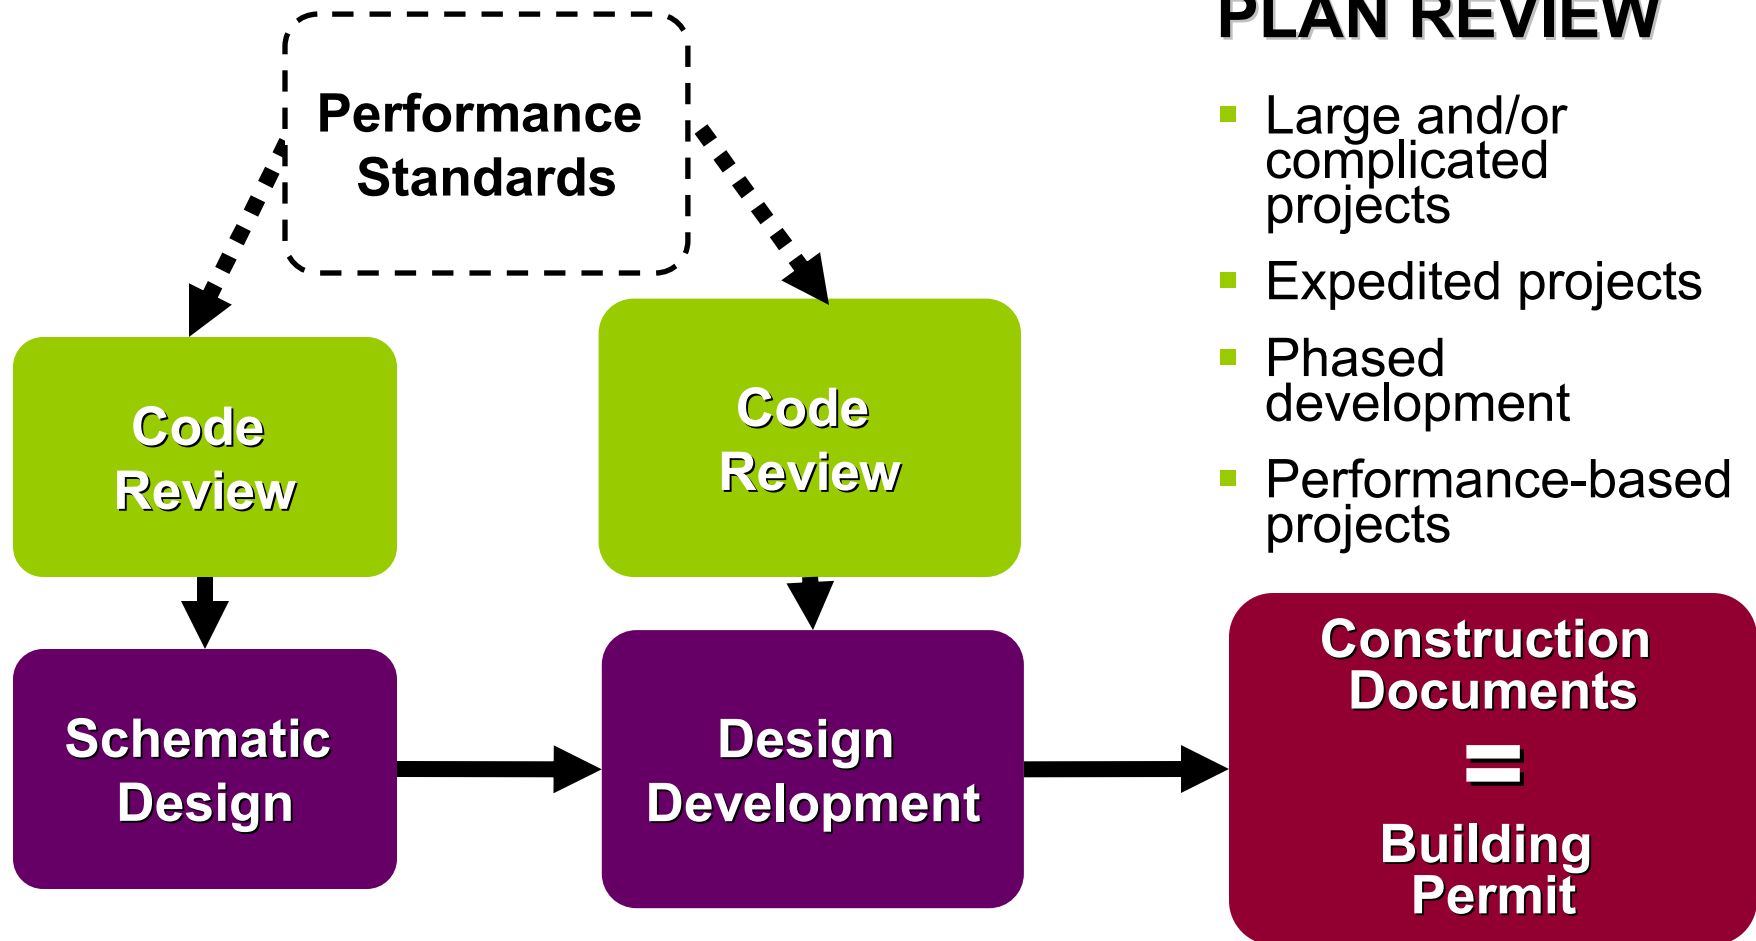 PLAN REVIEW
Performance
Standards
Large and/or
complicated
projects
Expedited projects
Phased
development
Performance-based
projects
Code
Review
Code
Review
Schematic
Design
Design
Development
Construction
Documents
=
Building
Permit